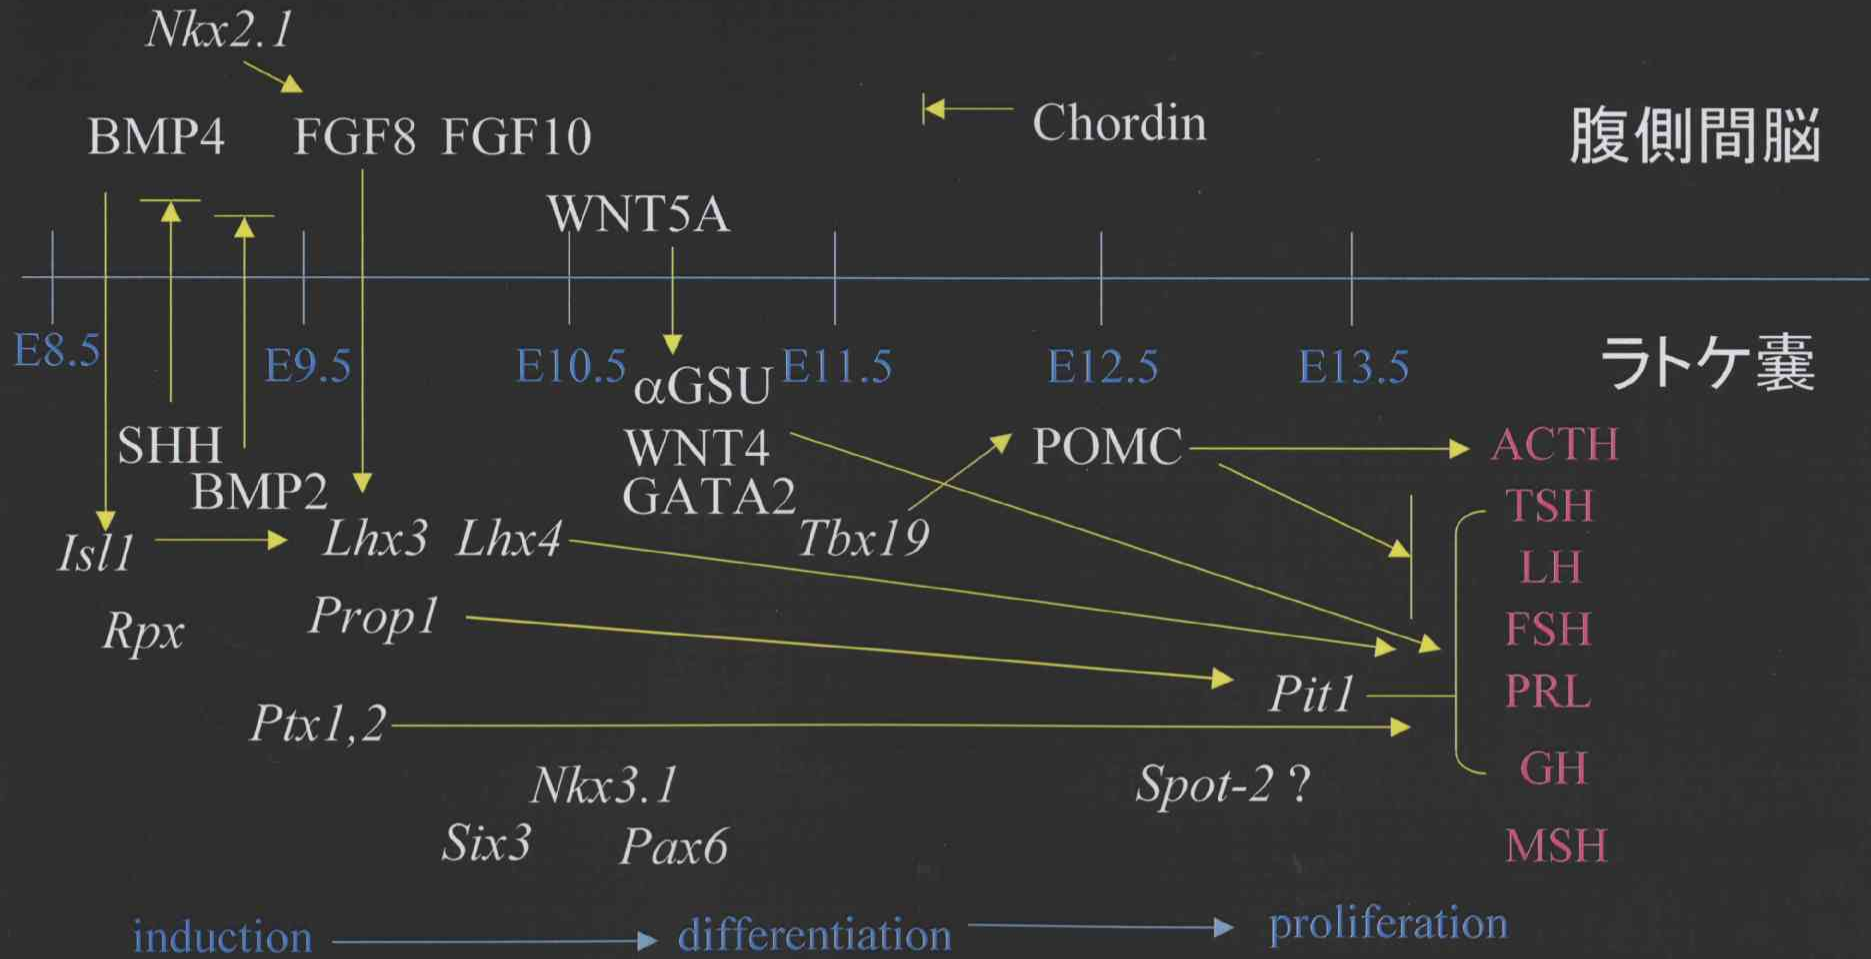 Nkx2.1
BMP4 FGF8 FGF10
Chordin
腹側間脳
WNT5A
E8.5 E9.5 E10.5 E11.5 E12.5 E13.5
ラトケ嚢
αGSU
SHH
WNT4
POMC
ACTH
BMP2
GATA2
TSH
Isl1
Lhx3 Lhx4
Tbx19
LH
Rpx
Prop1
FSH
Ptx1,2
Pit1
PRL
Nkx3.1
Spot-2 ?
GH
Six3
Pax6
MSH
induction differentiation proliferation